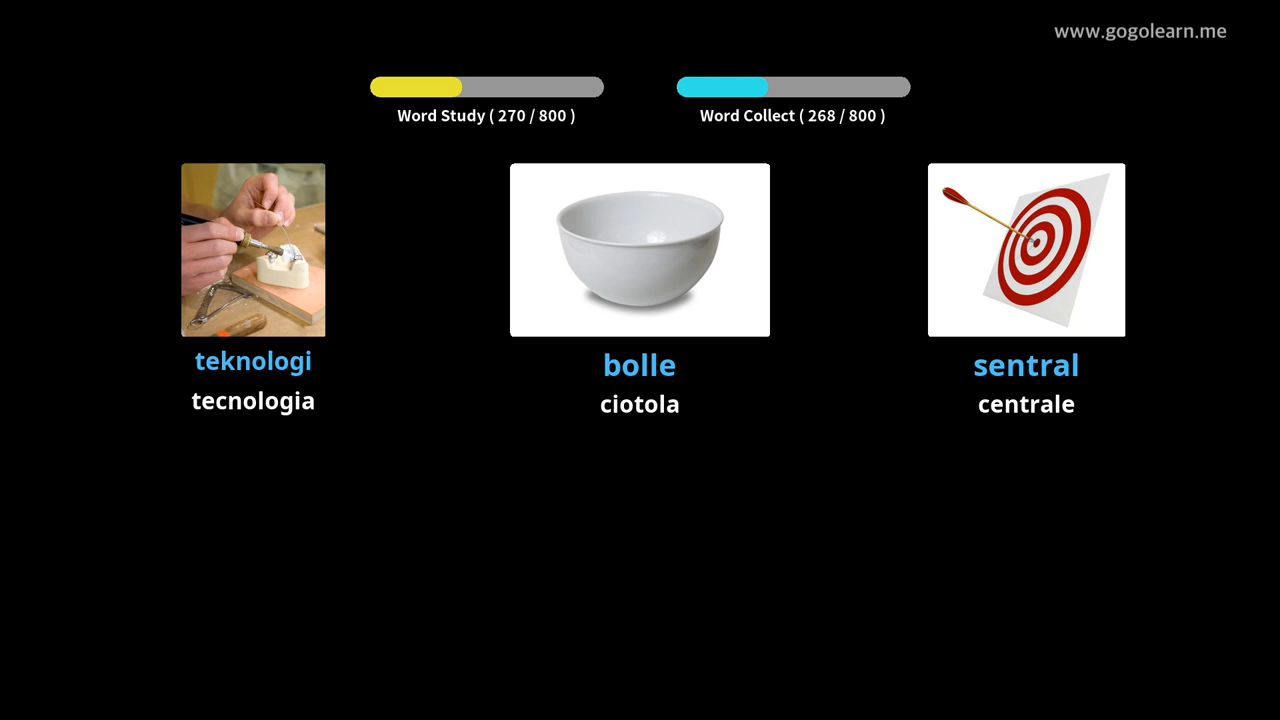 www.gogolearn.me
Word Study ( 270 / 800 )
Word Collect ( 268 / 800 )
teknologi
tecnologia
bolle
ciotola
sentral
centrale